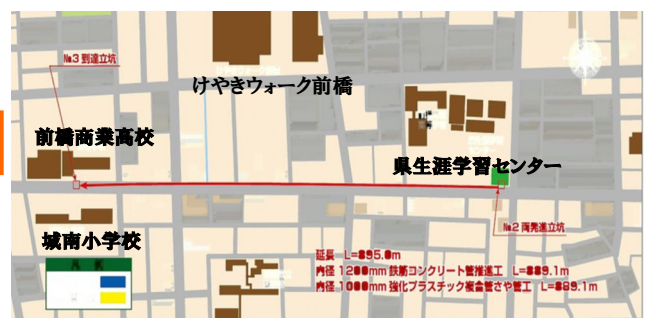 №3 到達立坑
けやきウォーク前橋
前橋商業高校
県生涯学習センター
№2 両発進立坑
城南小学校
凡 例
延長 L=895.0m
内径 1200mm 鉄筋コンクリート管推進工 L=889.1m
内径 1000mm 強化プラスチック複合管さや管工 L=889.1m